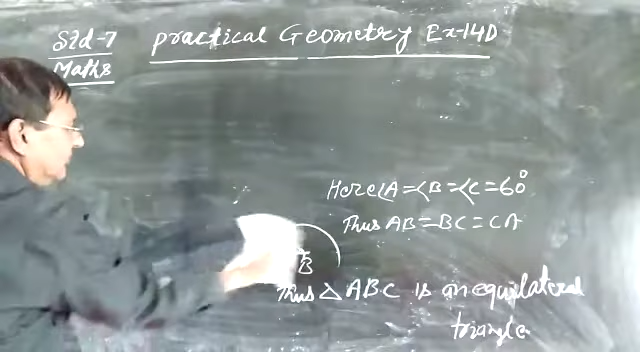 Std-7 practical Geometry Ex-14D
Maths
Here ∠A=∠B=∠C=60°
Thus AB=BC=CA
B
Thus △ABC is an equilateral
triangle